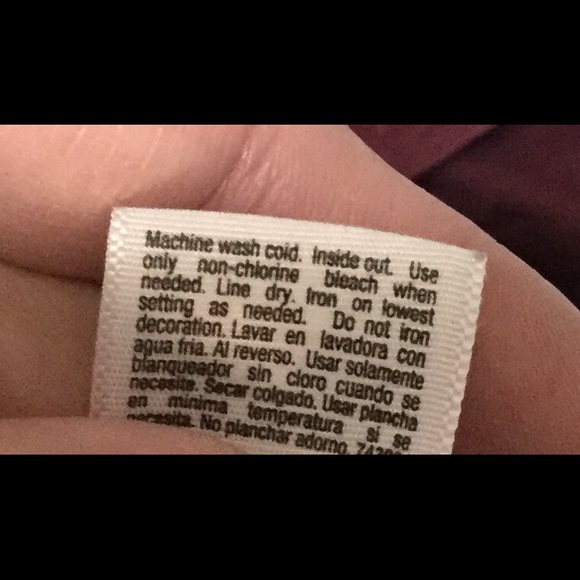 Machine wash cold. Inside out. Use
only non-chlorine bleach when
needed. Line dry. Iron on lowest
setting as needed. Do not iron
decoration. Lavar en lavadora con
agua fria. Al reverso. Usar solamente
blanqueador sin cloro cuando se
necesite. Secar colgado. Usar plancha
en minima temperatura si se
necesita. No planchar adorno.